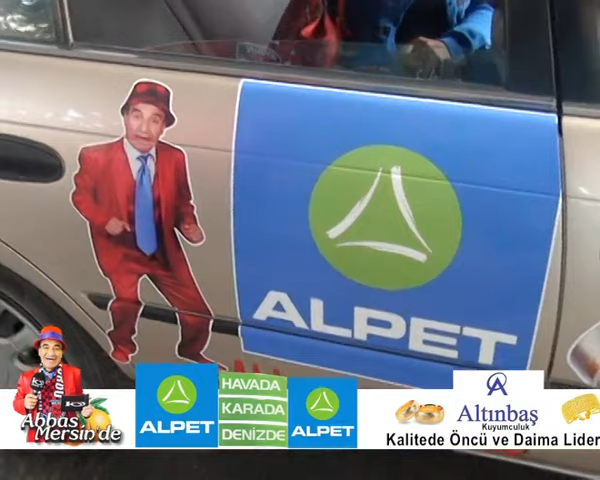 ALPET
Abbas
Mersin'de
ALPET
HAVADA
KARADA
DENİZDE
ALPET
Altınbaş
Kuyumculuk
Kalitede Öncü ve Daima Lider